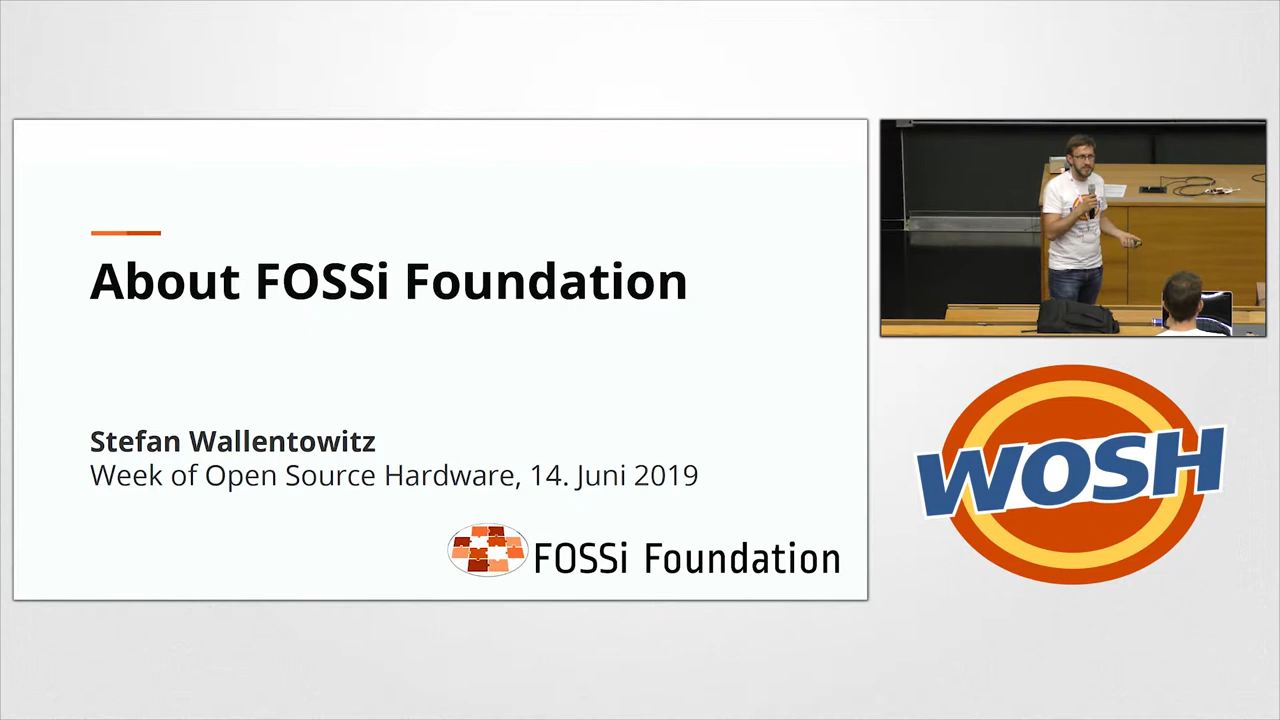 About FOSSi Foundation
Stefan Wallentowitz
Week of Open Source Hardware, 14. Juni 2019
FOSSi Foundation
WOSH